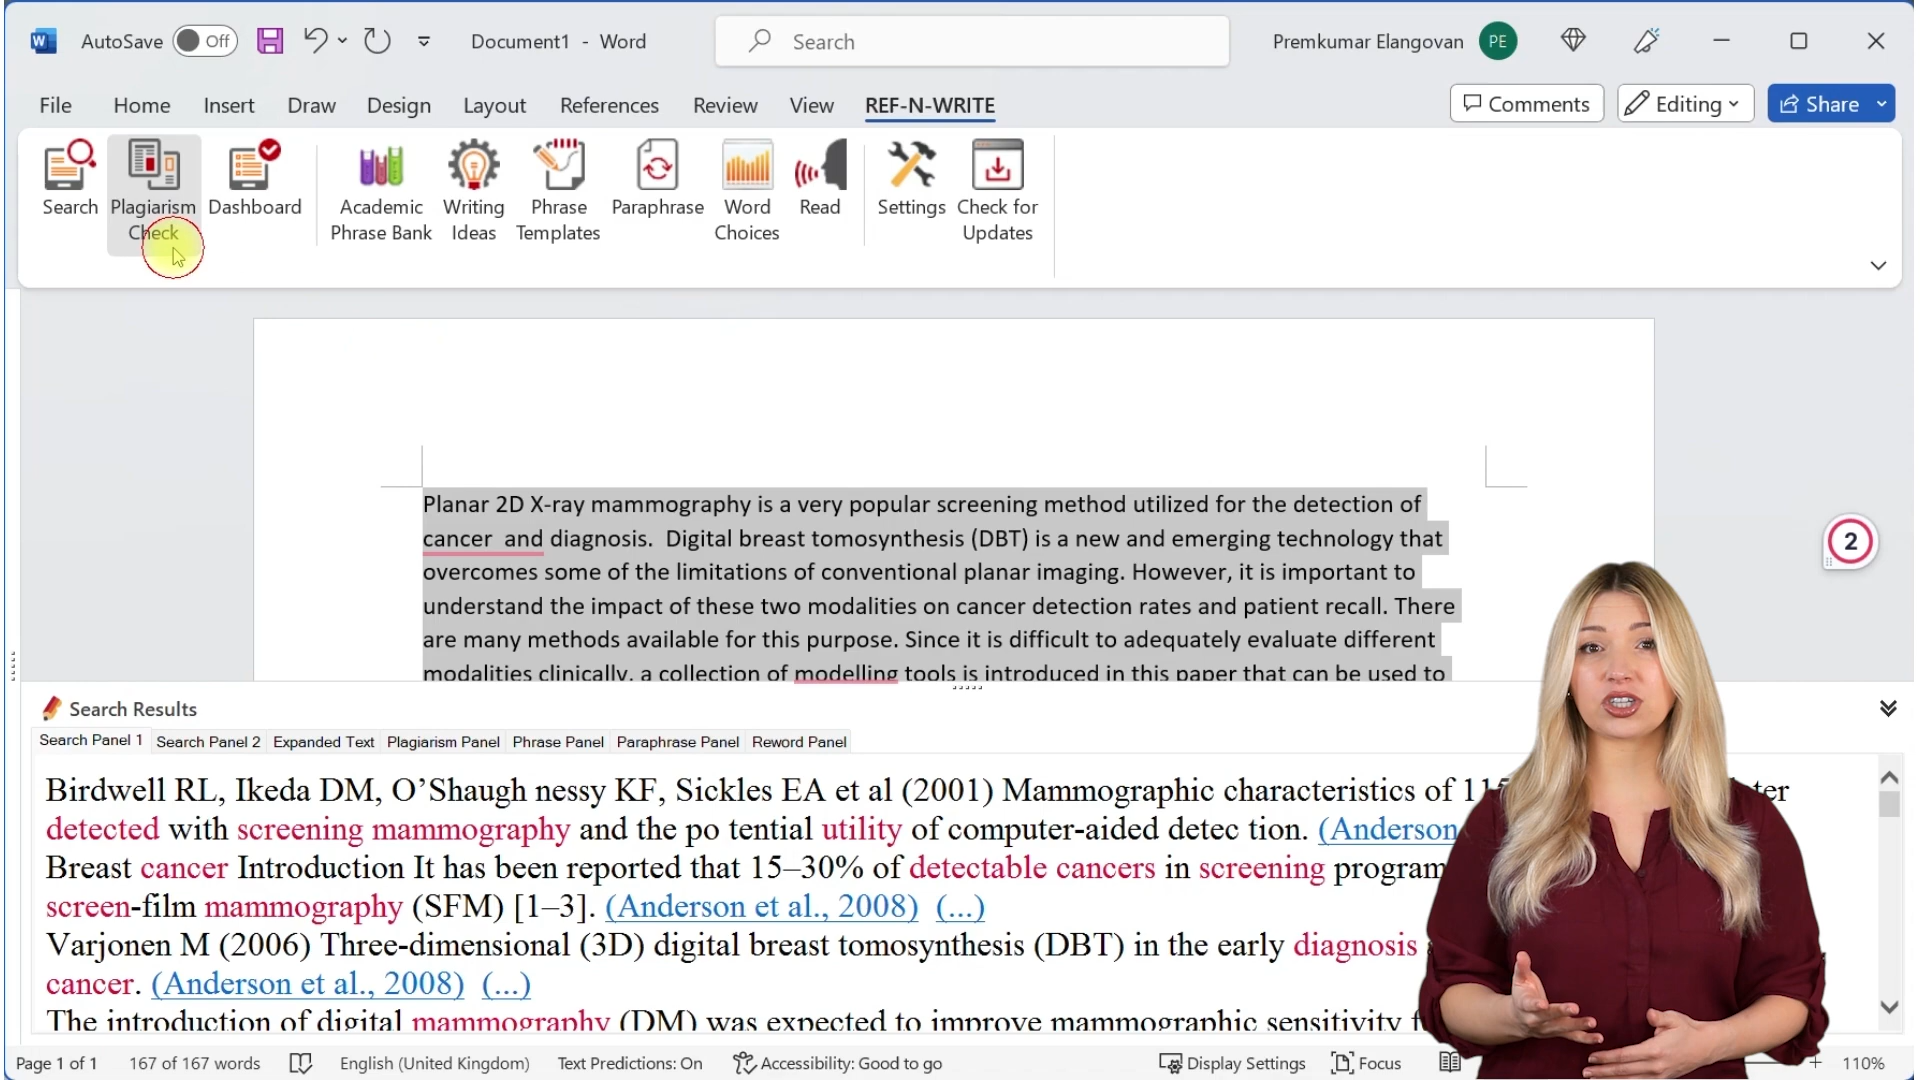 AutoSave Off Document1 - Word Search Premkumar Elangovan PE
File Home Insert Draw Design Layout References Review View REF-N-WRITE Comments Editing Share
Search Plagiarism Check Dashboard Academic Phrase Bank Writing Ideas Phrase Templates Paraphrase Word Choices Read Settings Check for Updates
Planar 2D X-ray mammography is a very popular screening method utilized for the detection of
cancer and diagnosis. Digital breast tomosynthesis (DBT) is a new and emerging technology that
overcomes some of the limitations of conventional planar imaging. However, it is important to
understand the impact of these two modalities on cancer detection rates and patient recall. There
are many methods available for this purpose. Since it is difficult to adequately evaluate different
modalities clinically, a collection of modelling tools is introduced in this paper that can be used to
2
Search Results
Search Panel 1 Search Panel 2 Expanded Text Plagiarism Panel Phrase Panel Paraphrase Panel Reword Panel
Birdwell RL, Ikeda DM, O’Shaugh nessy KF, Sickles EA et al (2001) Mammographic characteristics of
detected with screening mammography and the po tential utility of computer-aided detec tion. (Anderson
Breast cancer Introduction It has been reported that 15–30% of detectable cancers in screening
screen-film mammography (SFM) [1–3]. (Anderson et al., 2008) (...)
Varjonen M (2006) Three-dimensional (3D) digital breast tomosynthesis (DBT) in the early diagnosis
cancer. (Anderson et al., 2008) (...)
The introduction of digital mammography (DM) was expected to improve mammographic sensitivity
Page 1 of 1 167 of 167 words English (United Kingdom) Text Predictions: On Accessibility: Good to go Display Settings Focus 110%